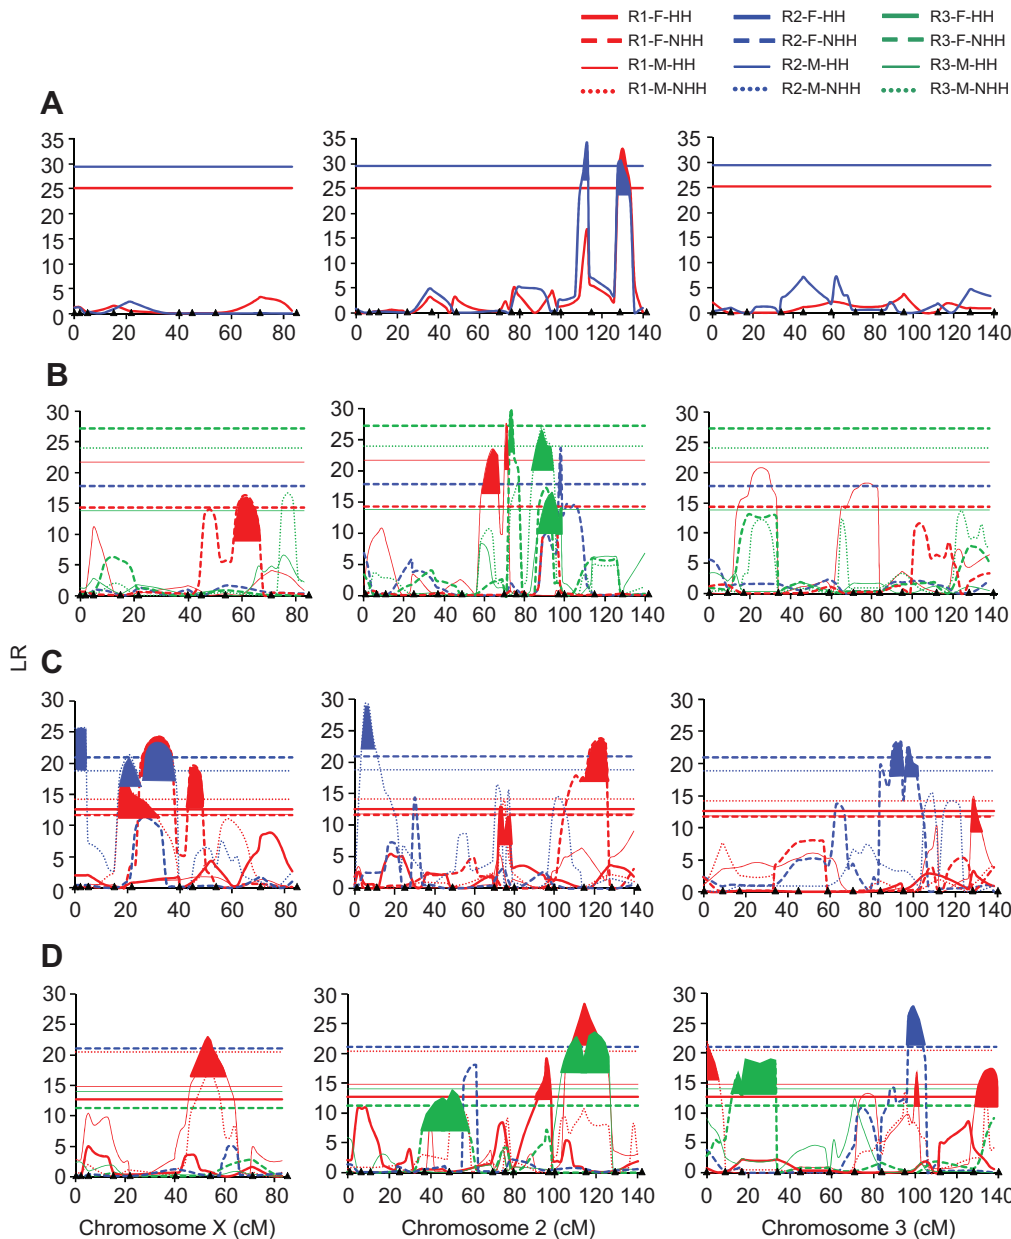 R1-F-HH R2-F-HH R3-F-HH
R1-F-NHH R2-F-NHH R3-F-NHH
R1-M-HH R2-M-HH R3-M-HH
R1-M-NHH R2-M-NHH R3-M-NHH
A
35 35 35
30 30 30
25 25 25
20 20 20
15 15 15
10 10 10
5 5 5
0 0 0
0 20 40 60 80 0 20 40 60 80 100 120 142 0 20 40 60 80 100 120 140
B
30 30 30
25 25 25
20 20 20
15 15 15
10 10 10
5 5 5
0 0 0
0 20 40 60 80 0 20 40 60 80 100 120 142 0 20 40 60 80 100 120 140
C
LR
30 30 30
25 25 25
20 20 20
15 15 15
10 10 10
5 5 5
0 0 0
0 20 40 60 80 0 20 40 60 80 100 120 140 0 20 40 60 80 100 120 140
D
30 30 30
25 25 25
20 20 20
15 15 15
10 10 10
5 5 5
0 0 0
0 20 40 60 80 0 20 40 60 80 100 120 140 0 20 40 60 80 100 120 140
Chromosome X (cM) Chromosome 2 (cM) Chromosome 3 (cM)